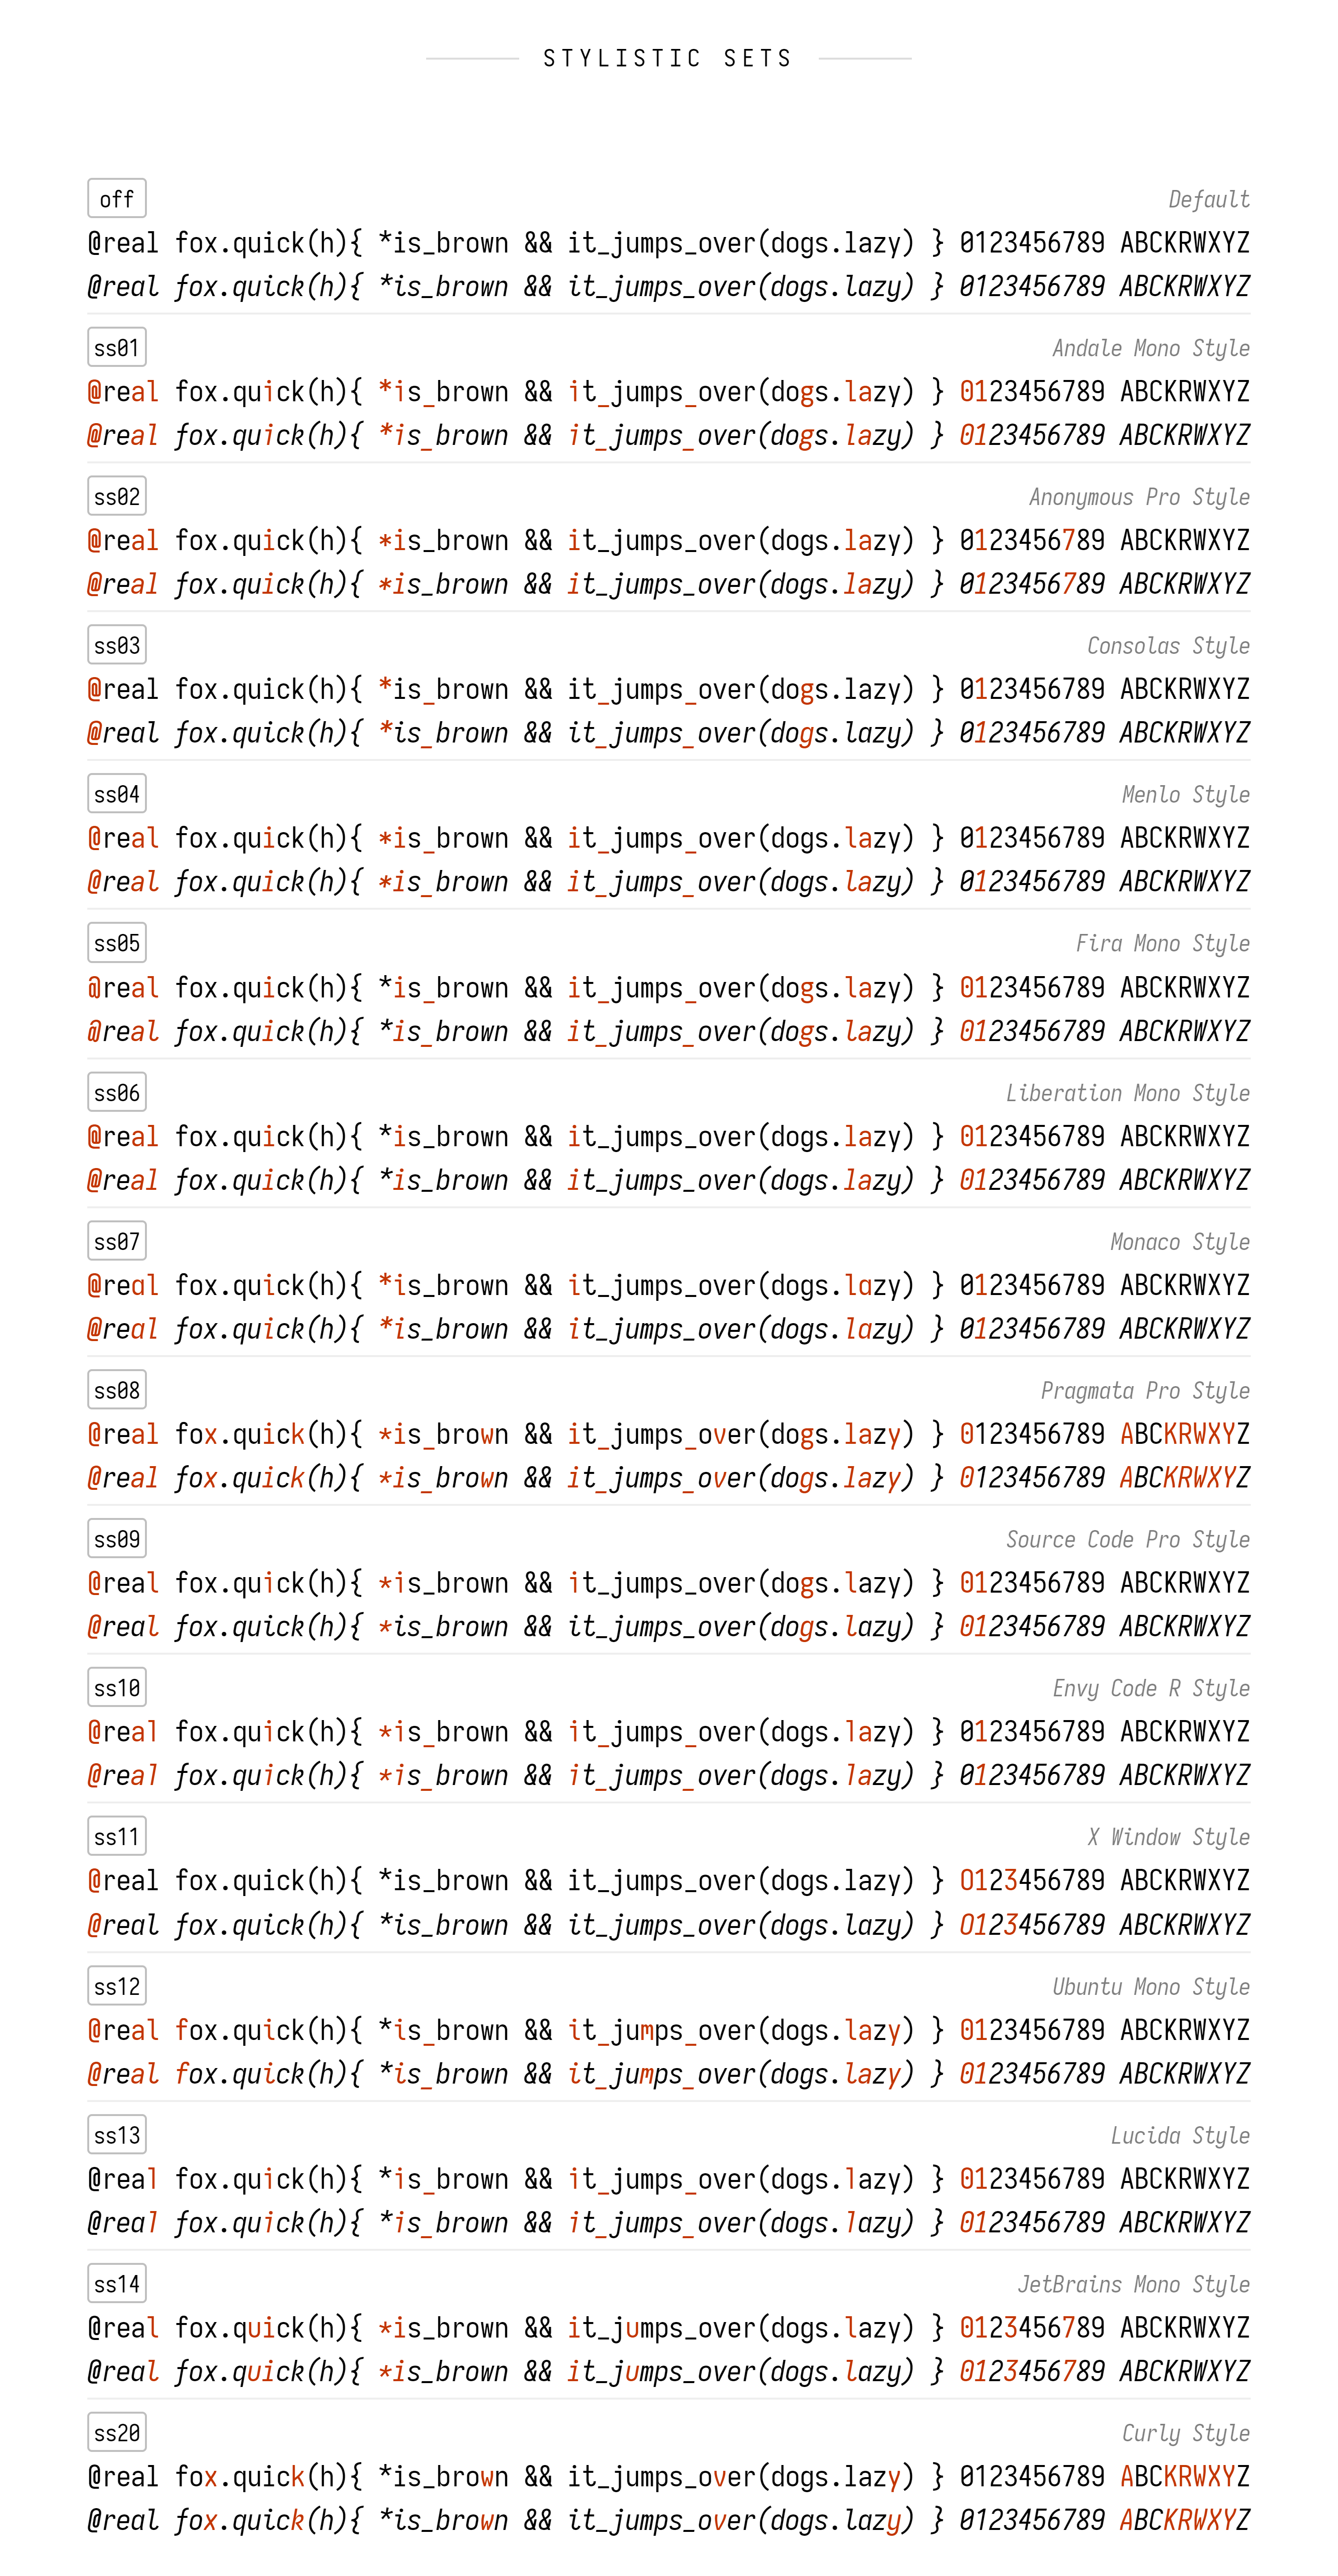 STYLISTIC SETS
off Default
@real fox.quick(h){ *is_brown && it_jumps_over(dogs.lazy) } 0123456789 ABCKRWXYZ
@real fox.quick(h){ *is_brown && it_jumps_over(dogs.lazy) } 0123456789 ABCKRWXYZ
ss01 Andale Mono Style
@real fox.quick(h){ *is_brown && it_jumps_over(dogs.lazy) } 0123456789 ABCKRWXYZ
@real fox.quick(h){ *is_brown && it_jumps_over(dogs.lazy) } 0123456789 ABCKRWXYZ
ss02 Anonymous Pro Style
@real fox.quick(h){ *is_brown && it_jumps_over(dogs.lazy) } 0123456789 ABCKRWXYZ
@real fox.quick(h){ *is_brown && it_jumps_over(dogs.lazy) } 0123456789 ABCKRWXYZ
ss03 Consolas Style
@real fox.quick(h){ *is_brown && it_jumps_over(dogs.lazy) } 0123456789 ABCKRWXYZ
@real fox.quick(h){ *is_brown && it_jumps_over(dogs.lazy) } 0123456789 ABCKRWXYZ
ss04 Menlo Style
@real fox.quick(h){ *is_brown && it_jumps_over(dogs.lazy) } 0123456789 ABCKRWXYZ
@real fox.quick(h){ *is_brown && it_jumps_over(dogs.lazy) } 0123456789 ABCKRWXYZ
ss05 Fira Mono Style
@real fox.quick(h){ *is_brown && it_jumps_over(dogs.lazy) } 0123456789 ABCKRWXYZ
@real fox.quick(h){ *is_brown && it_jumps_over(dogs.lazy) } 0123456789 ABCKRWXYZ
ss06 Liberation Mono Style
@real fox.quick(h){ *is_brown && it_jumps_over(dogs.lazy) } 0123456789 ABCKRWXYZ
@real fox.quick(h){ *is_brown && it_jumps_over(dogs.lazy) } 0123456789 ABCKRWXYZ
ss07 Monaco Style
@real fox.quick(h){ *is_brown && it_jumps_over(dogs.lazy) } 0123456789 ABCKRWXYZ
@real fox.quick(h){ *is_brown && it_jumps_over(dogs.lazy) } 0123456789 ABCKRWXYZ
ss08 Pragmata Pro Style
@real fox.quick(h){ *is_brown && it_jumps_over(dogs.lazy) } 0123456789 ABCKRWXYZ
@real fox.quick(h){ *is_brown && it_jumps_over(dogs.lazy) } 0123456789 ABCKRWXYZ
ss09 Source Code Pro Style
@real fox.quick(h){ *is_brown && it_jumps_over(dogs.lazy) } 0123456789 ABCKRWXYZ
@real fox.quick(h){ *is_brown && it_jumps_over(dogs.lazy) } 0123456789 ABCKRWXYZ
ss10 Envy Code R Style
@real fox.quick(h){ *is_brown && it_jumps_over(dogs.lazy) } 0123456789 ABCKRWXYZ
@real fox.quick(h){ *is_brown && it_jumps_over(dogs.lazy) } 0123456789 ABCKRWXYZ
ss11 X Window Style
@real fox.quick(h){ *is_brown && it_jumps_over(dogs.lazy) } 0123456789 ABCKRWXYZ
@real fox.quick(h){ *is_brown && it_jumps_over(dogs.lazy) } 0123456789 ABCKRWXYZ
ss12 Ubuntu Mono Style
@real fox.quick(h){ *is_brown && it_jumps_over(dogs.lazy) } 0123456789 ABCKRWXYZ
@real fox.quick(h){ *is_brown && it_jumps_over(dogs.lazy) } 0123456789 ABCKRWXYZ
ss13 Lucida Style
@real fox.quick(h){ *is_brown && it_jumps_over(dogs.lazy) } 0123456789 ABCKRWXYZ
@real fox.quick(h){ *is_brown && it_jumps_over(dogs.lazy) } 0123456789 ABCKRWXYZ
ss14 JetBrains Mono Style
@real fox.quick(h){ *is_brown && it_jumps_over(dogs.lazy) } 0123456789 ABCKRWXYZ
@real fox.quick(h){ *is_brown && it_jumps_over(dogs.lazy) } 0123456789 ABCKRWXYZ
ss20 Curly Style
@real fox.quick(h){ *is_brown && it_jumps_over(dogs.lazy) } 0123456789 ABCKRWXYZ
@real fox.quick(h){ *is_brown && it_jumps_over(dogs.lazy) } 0123456789 ABCKRWXYZ